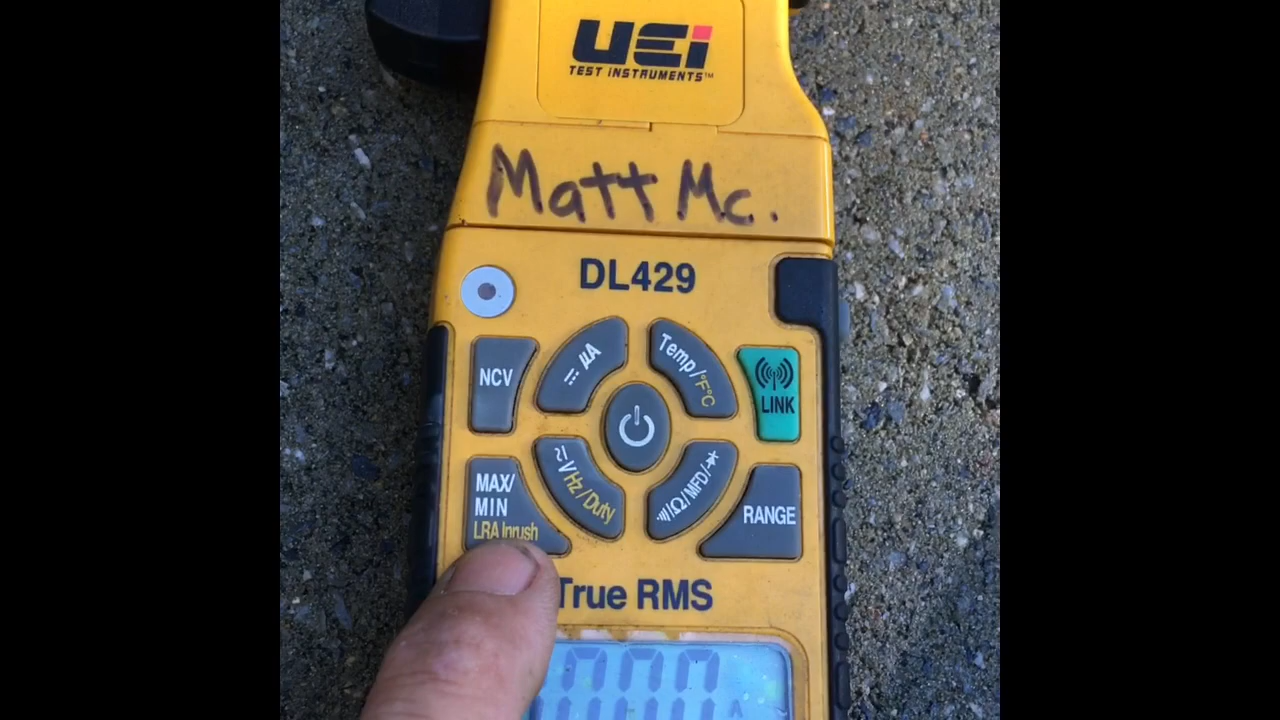 UEi
TEST INSTRUMENTS™
Matt Mc.
DL429
NCV
μA
Temp/°F°C
LINK
MAX/
MIN
LRA Inrush
V Hz/Duty
Ω/MFD/
RANGE
True RMS